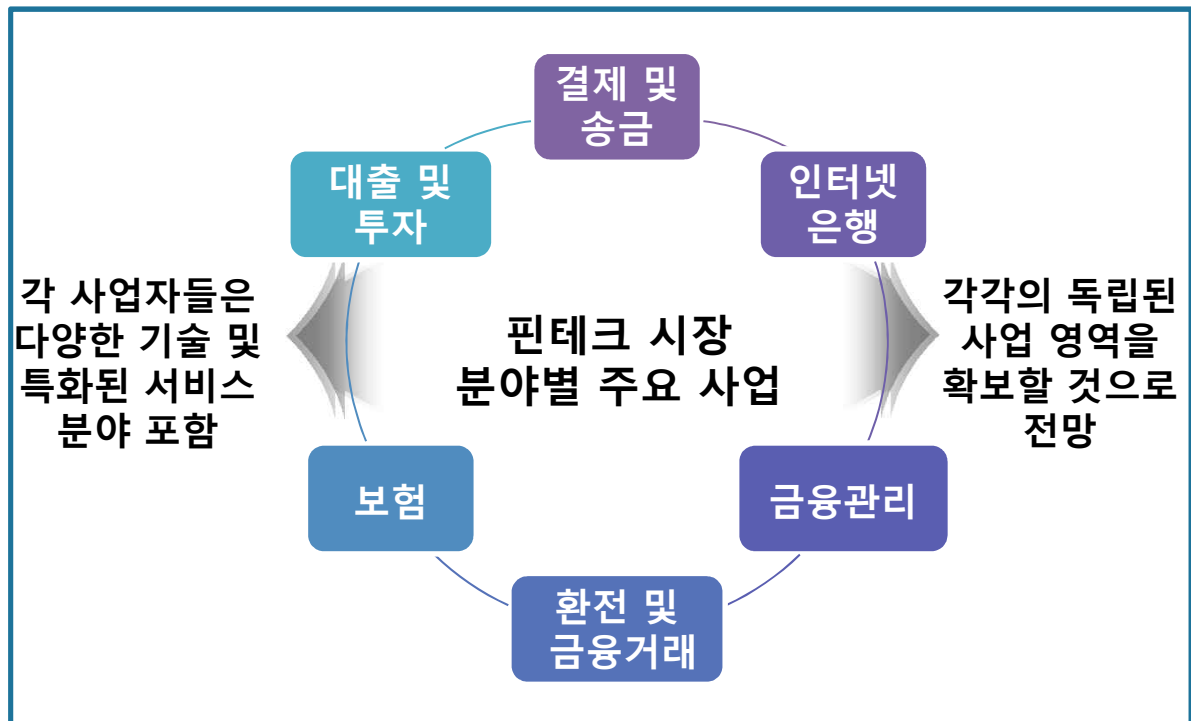 결제 및
송금
대출 및
투자
인터넷
은행
각 사업자들은
다양한 기술 및
특화된 서비스
분야 포함
핀테크 시장
분야별 주요 사업
각각의 독립된
사업 영역을
확보할 것으로
전망
보험
금융관리
환전 및
금융거래